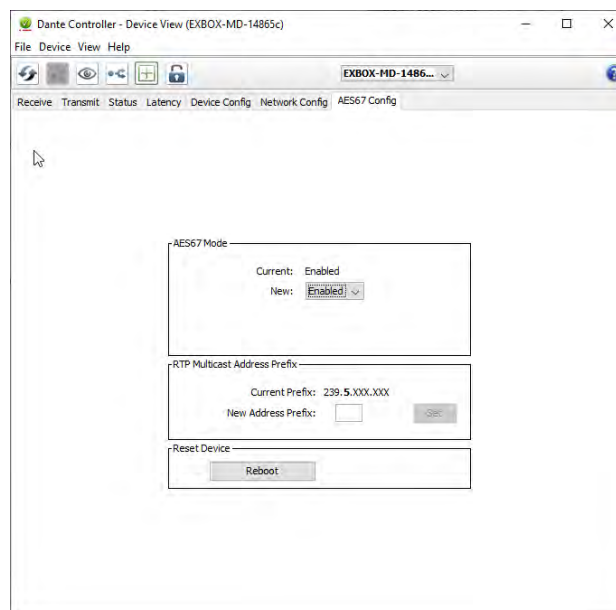 Dante Controller - Device View (EXBOX-MD-14865c)
File Device View Help
EXBOX-MD-1486...
Receive Transmit Status Latency Device Config Network Config AES67 Config
AES67 Mode
Current: Enabled
New: Enabled
RTP Multicast Address Prefix
Current Prefix: 239.5.XXX.XXX
New Address Prefix: Set
Reset Device
Reboot